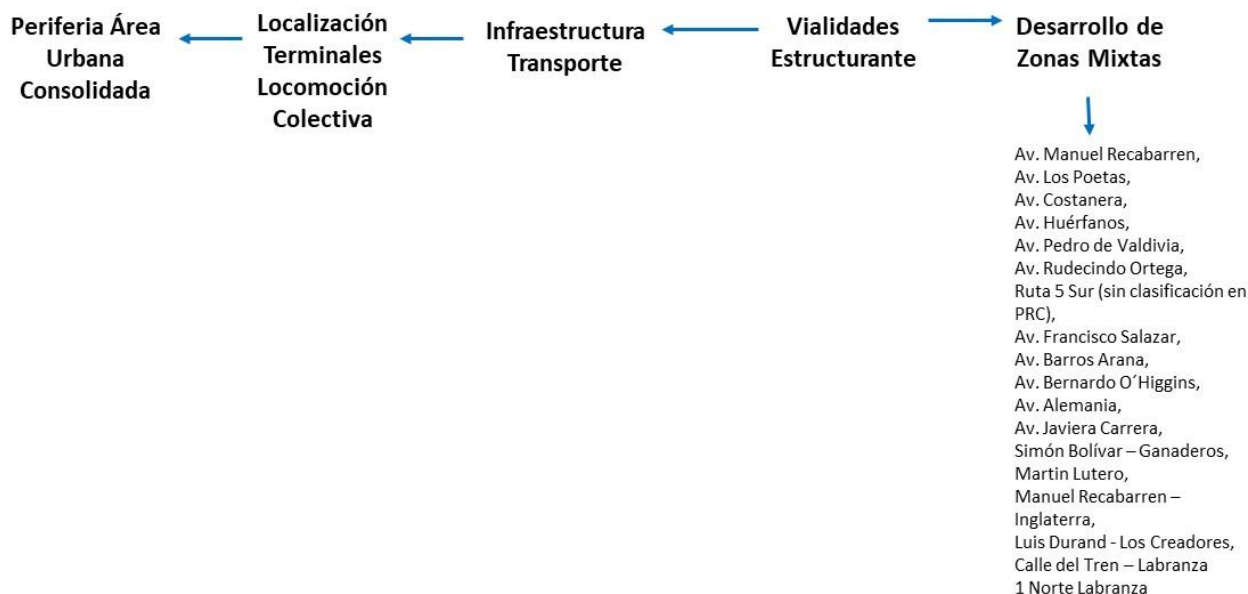 Periferia Área
Urbana
Consolidada
Localización
Terminales
Locomoción
Colectiva
Infraestructura
Transporte
Vialidades
Estructurante
Desarrollo de
Zonas Mixtas
Av. Manuel Recabarren,
Av. Los Poetas,
Av. Costanera,
Av. Huérfanos,
Av. Pedro de Valdivia,
Av. Rudecindo Ortega,
Ruta 5 Sur (sin clasificación en
PRC),
Av. Francisco Salazar,
Av. Barros Arana,
Av. Bernardo O´Higgins,
Av. Alemania,
Av. Javiera Carrera,
Simón Bolívar – Ganaderos,
Martin Lutero,
Manuel Recabarren –
Inglaterra,
Luis Durand - Los Creadores,
Calle del Tren – Labranza
1 Norte Labranza